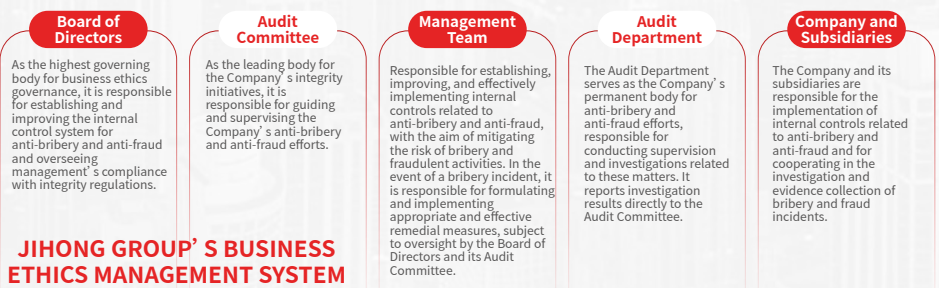 Board of
Directors
As the highest governing
body for business ethics
governance, it is responsible
for establishing and
improving the internal
control system for
anti-bribery and anti-fraud
and overseeing
management’s compliance
with integrity regulations.
Audit
Committee
As the leading body for
the Company’s integrity
initiatives, it is
responsible for guiding
and supervising the
Company’s anti-bribery
and anti-fraud efforts.
Management
Team
Responsible for establishing,
improving, and effectively
implementing internal
controls related to
anti-bribery and anti-fraud,
with the aim of mitigating
the risk of bribery and
fraudulent activities. In the
event of a bribery incident, it
is responsible for formulating
and implementing
appropriate and effective
remedial measures, subject
to oversight by the Board of
Directors and its Audit
Committee.
Audit
Department
The Audit Department
serves as the Company’s
permanent body for
anti-bribery and
anti-fraud efforts,
responsible for
conducting supervision
and investigations related
to these matters. It
reports investigation
results directly to the
Audit Committee.
Company and
Subsidiaries
The Company and its
subsidiaries are
responsible for the
implementation of
internal controls related
to anti-bribery and
anti-fraud and for
cooperating in the
investigation and
evidence collection of
bribery and fraud
incidents.
JIHONG GROUP’S BUSINESS
ETHICS MANAGEMENT SYSTEM